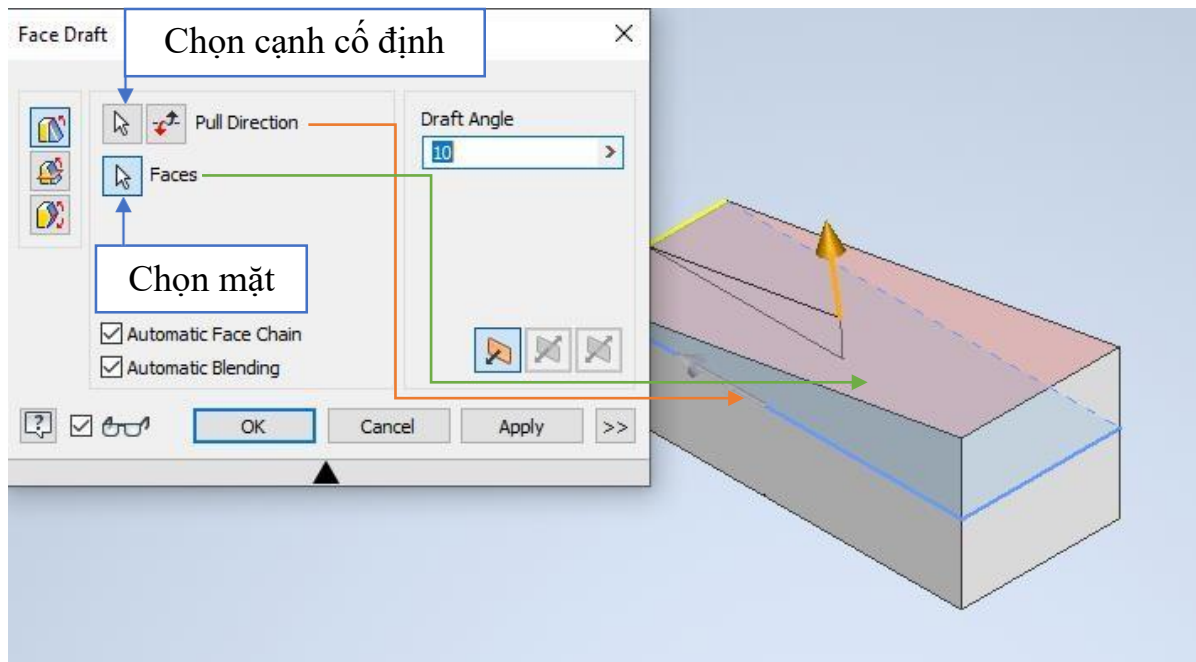 Face Draft
Chọn cạnh cố định
Pull Direction
Draft Angle
10
Faces
Chọn mặt
Automatic Face Chain
Automatic Blending
?
OK
Cancel
Apply
>>